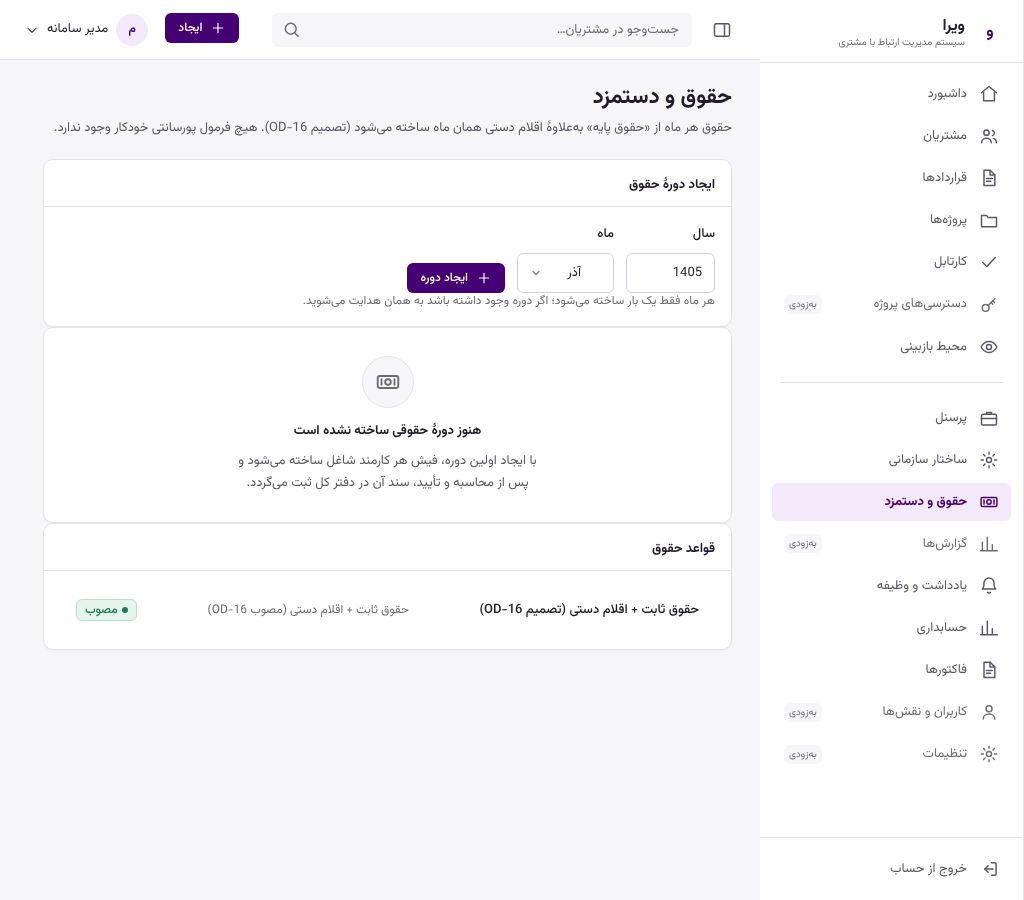 و
ویرا
سیستم مدیریت ارتباط با مشتری
داشبورد
مشتریان
قراردادها
پروژه‌ها
کارتابل
دسترسی‌های پروژه
به‌زودی
محیط بازبینی
پرسنل
ساختار سازمانی
حقوق و دستمزد
گزارش‌ها
به‌زودی
یادداشت و وظیفه
حسابداری
فاکتورها
کاربران و نقش‌ها
به‌زودی
تنظیمات
به‌زودی
خروج از حساب
جست‌وجو در مشتریان…
ایجاد
م
مدیر سامانه
حقوق و دستمزد
حقوق هر ماه از «حقوق پایه» به‌علاوهٔ اقلام دستی همان ماه ساخته می‌شود (تصمیم OD-16). هیچ فرمول پورسانتی خودکار وجود ندارد.
ایجاد دورهٔ حقوق
سال
ماه
1405
آذر
ایجاد دوره
هر ماه فقط یک بار ساخته می‌شود؛ اگر دوره وجود داشته باشد به همان هدایت می‌شوید.
هنوز دورهٔ حقوقی ساخته نشده است
با ایجاد اولین دوره، فیش هر کارمند شاغل ساخته می‌شود و
پس از محاسبه و تأیید، سند آن در دفتر کل ثبت می‌گردد.
قواعد حقوق
حقوق ثابت + اقلام دستی (تصمیم OD-16)
حقوق ثابت + اقلام دستی (مصوب OD-16)
مصوب